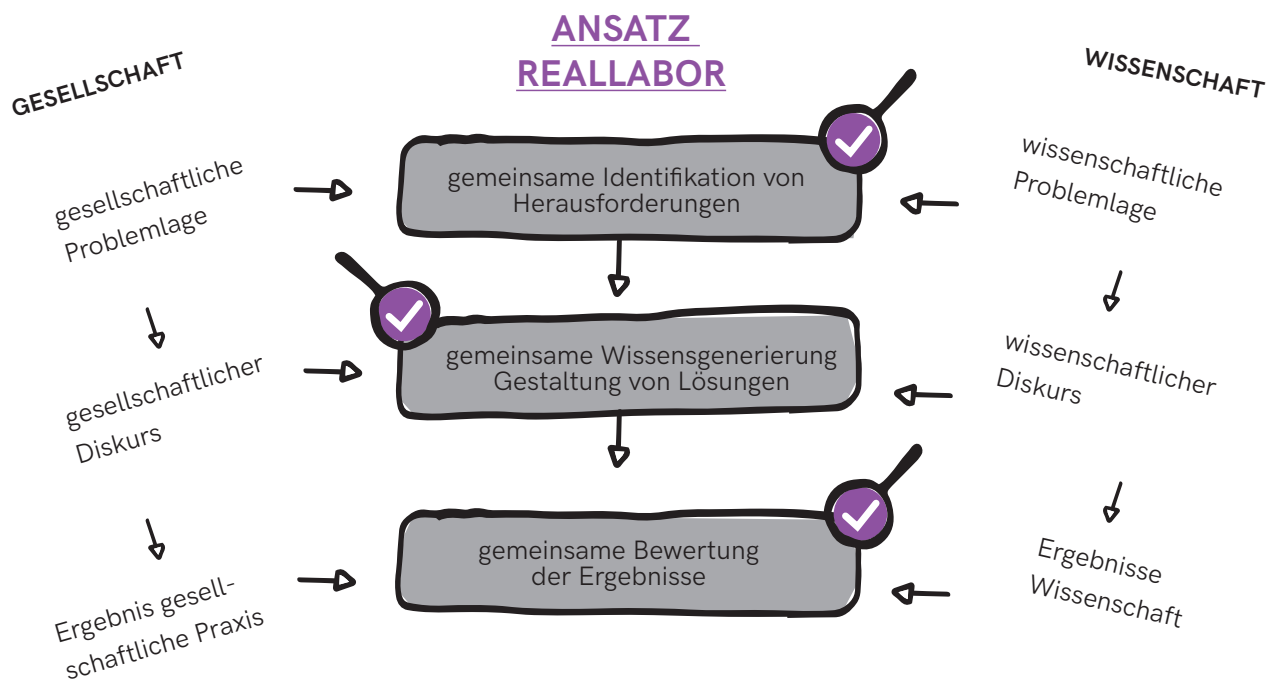 ANSATZ
REALLABOR
GESELLSCHAFT
gesellschaftliche
Problemlage
gesellschaftlicher
Diskurs
Ergebnis gesell-
schaftliche Praxis
gemeinsame Identifikation von
Herausforderungen
gemeinsame Wissensgenerierung
Gestaltung von Lösungen
gemeinsame Bewertung
der Ergebnisse
WISSENSCHAFT
wissenschaftliche
Problemlage
wissenschaftlicher
Diskurs
Ergebnisse
Wissenschaft